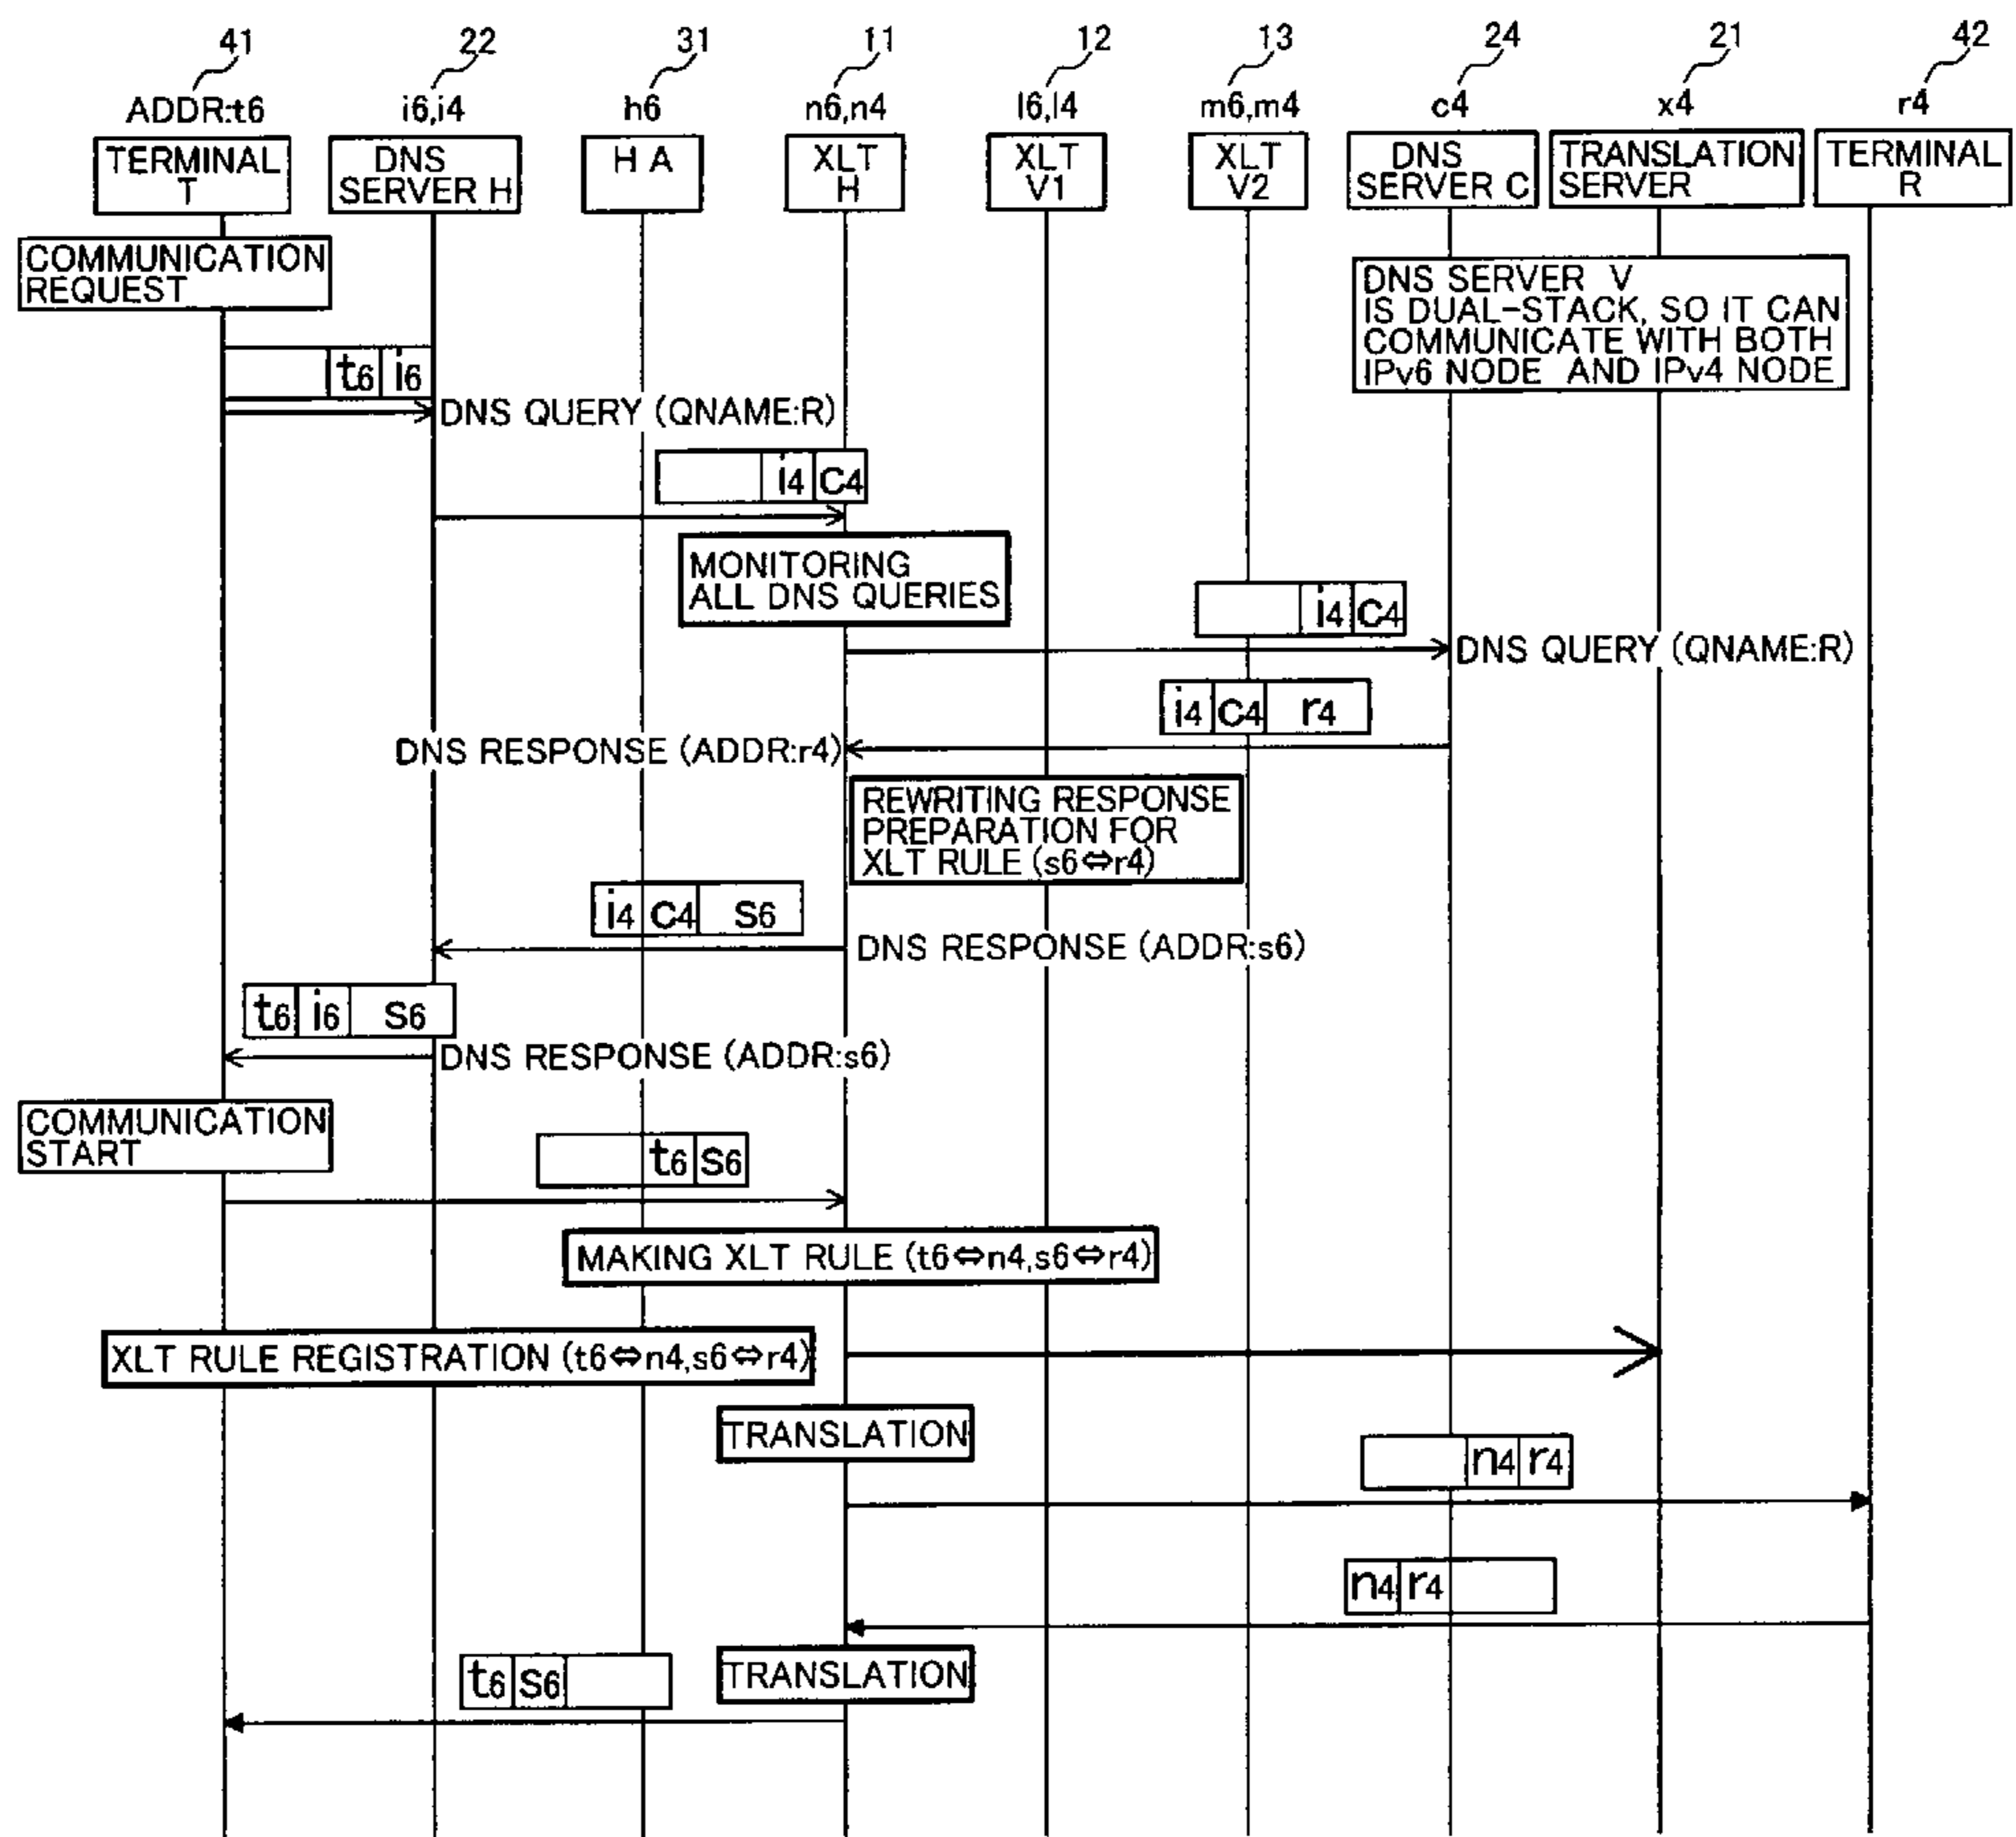 41
22
31
11
12
13
24
21
42
ADDR:t6
i6,i4
h6
n6,n4
l6,l4
m6,m4
c4
x4
r4
TERMINAL
T
DNS
SERVER H
H A
XLT
H
XLT
V1
XLT
V2
DNS
SERVER C
TRANSLATION
SERVER
TERMINAL
R
COMMUNICATION
REQUEST
DNS SERVER V
IS DUAL-STACK, SO IT CAN
COMMUNICATE WITH BOTH
IPv6 NODE AND IPv4 NODE
t6 i6
DNS QUERY (QNAME:R)
i4 c4
MONITORING
ALL DNS QUERIES
i4 c4
DNS QUERY (QNAME:R)
i4 c4 r4
DNS RESPONSE (ADDR:r4)
REWRITING RESPONSE
PREPARATION FOR
XLT RULE (s6⇔r4)
i4 c4 s6
DNS RESPONSE (ADDR:s6)
t6 i6 s6
DNS RESPONSE (ADDR:s6)
COMMUNICATION
START
t6 s6
MAKING XLT RULE (t6⇔n4,s6⇔r4)
XLT RULE REGISTRATION (t6⇔n4,s6⇔r4)
TRANSLATION
n4 r4
n4 r4
TRANSLATION
t6 s6